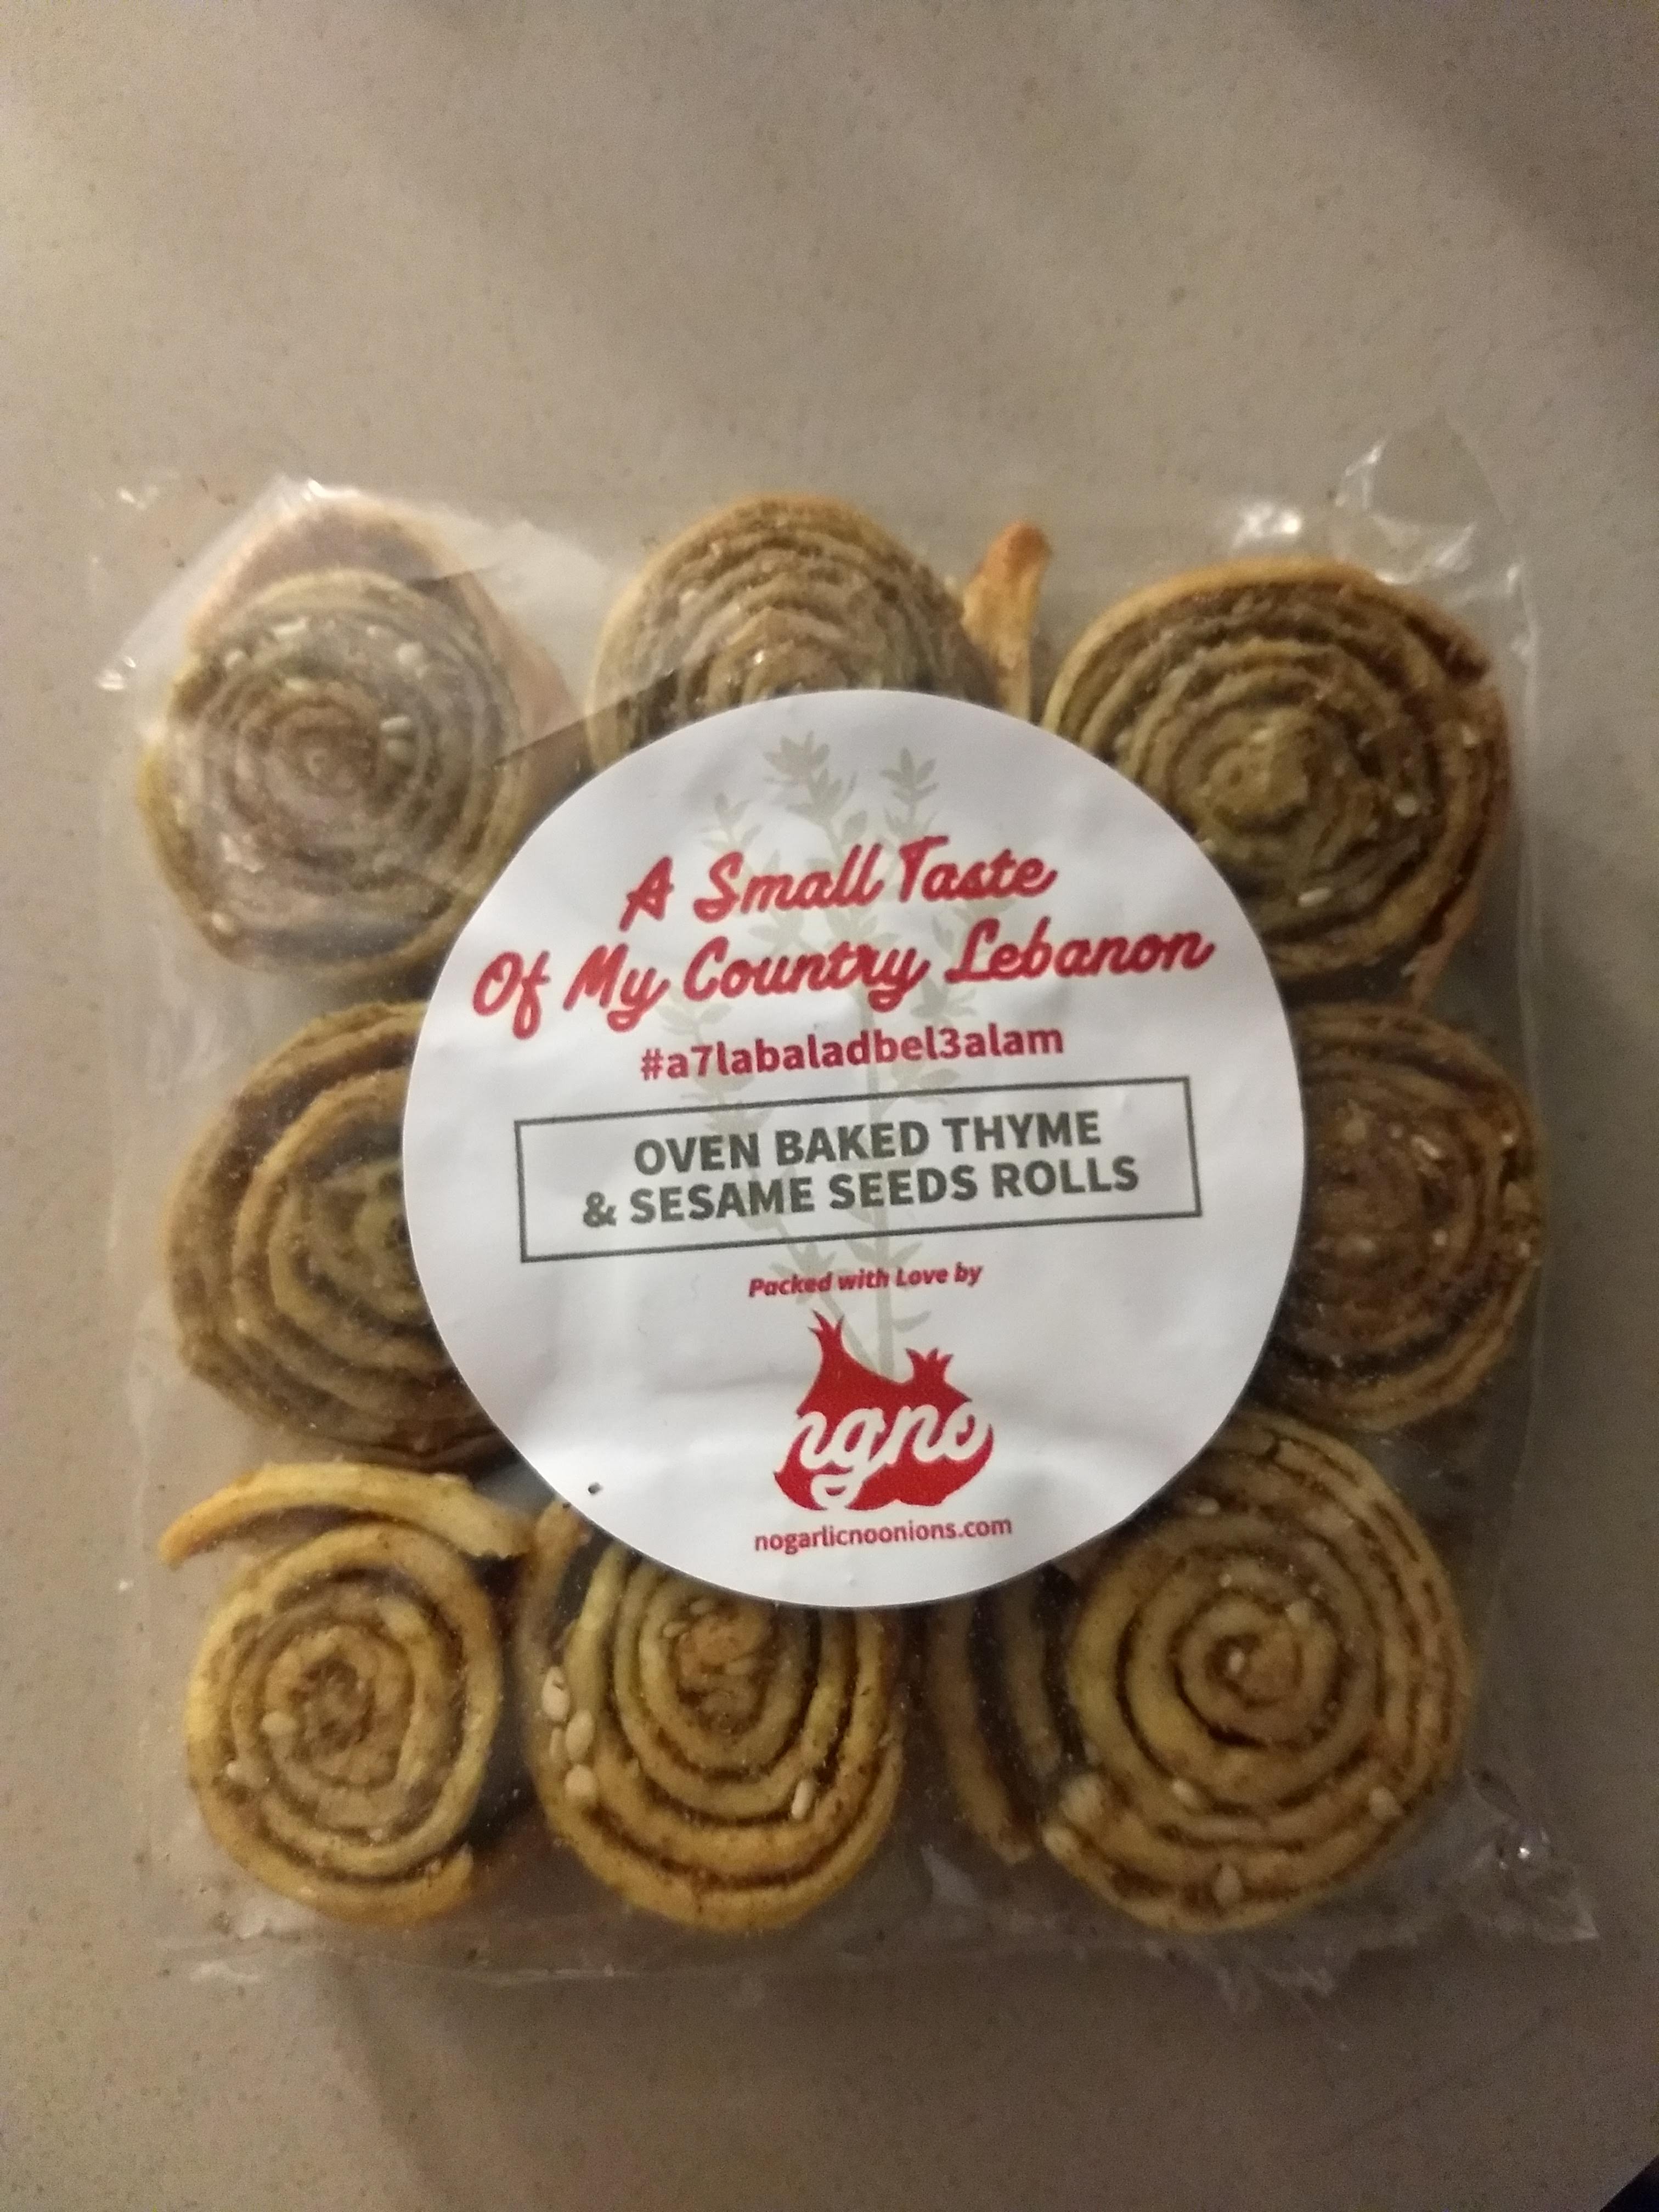 A Small Taste
Of My Country Lebanon
#a7labaladbel3alam
OVEN BAKED THYME
& SESAME SEEDS ROLLS
Packed with Love by
ngno
nogarlicnoonions.com